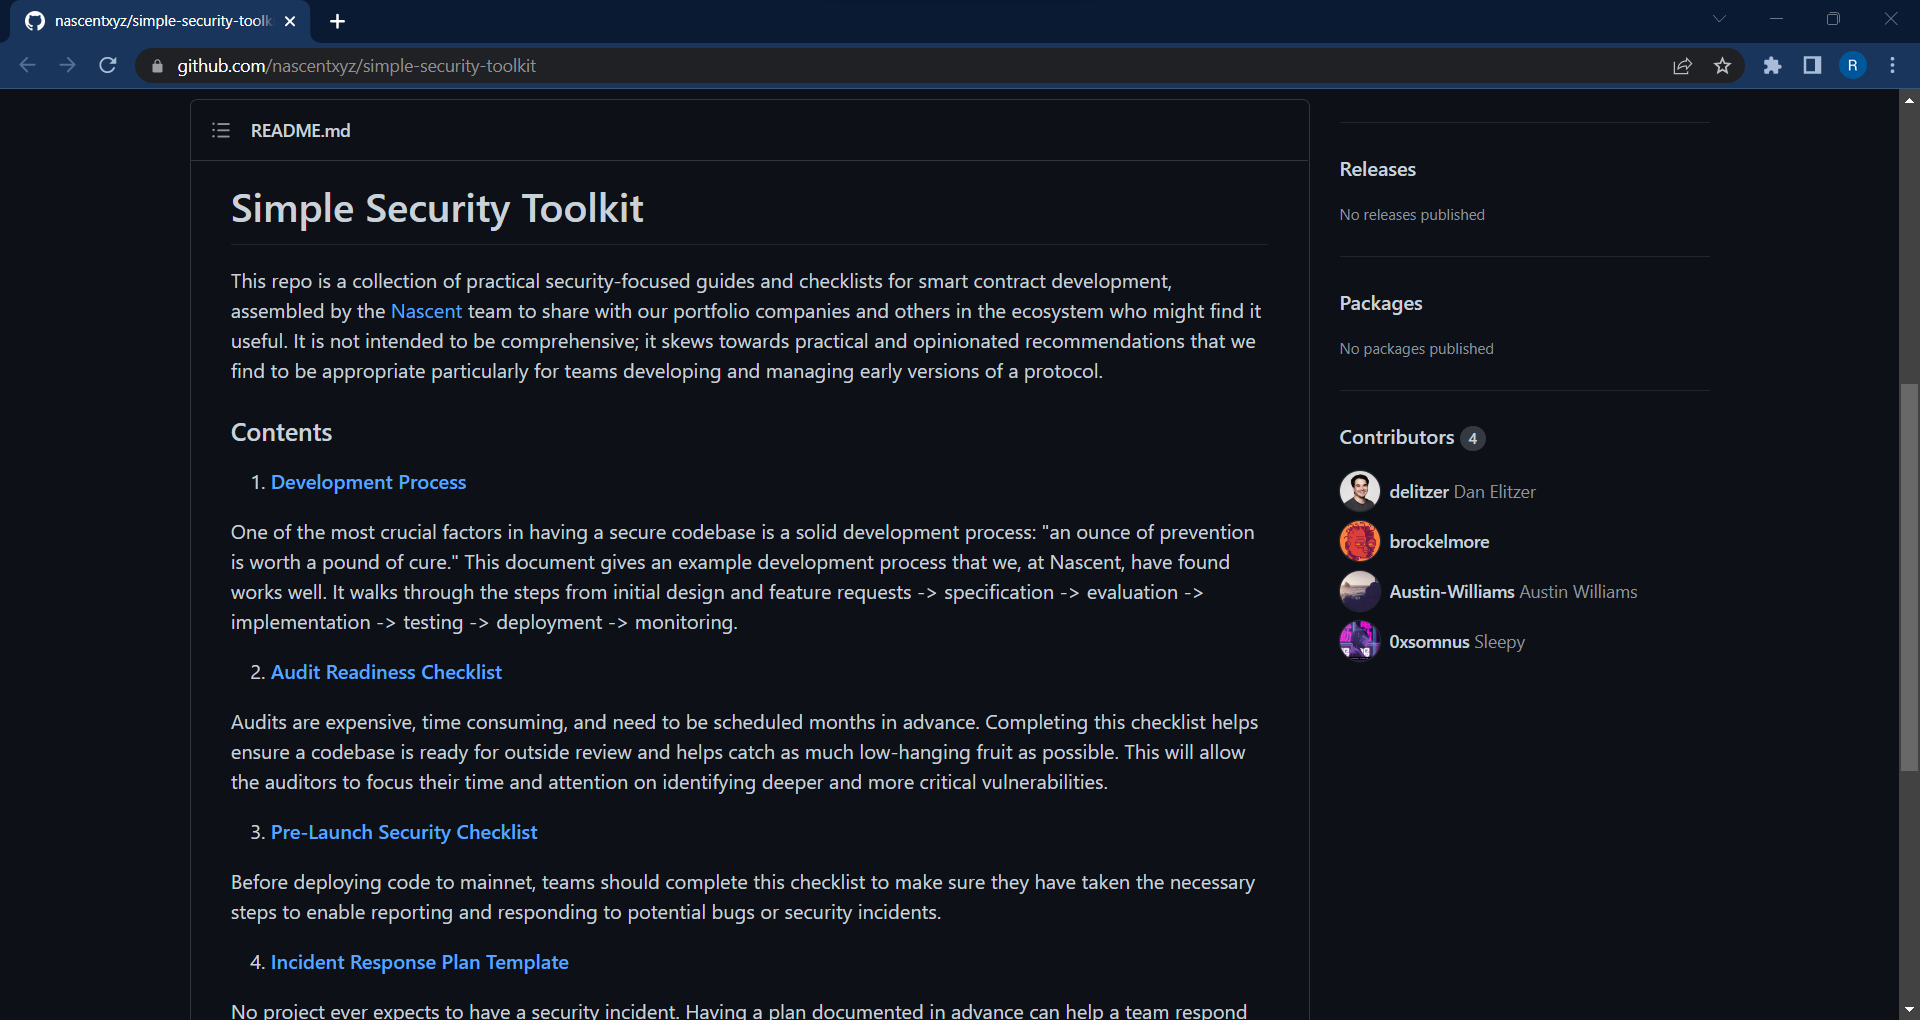 nascentxyz/simple-security-toolk
github.com/nascentxyz/simple-security-toolkit
R
README.md
Simple Security Toolkit
This repo is a collection of practical security-focused guides and checklists for smart contract development,
assembled by the Nascent team to share with our portfolio companies and others in the ecosystem who might find it
useful. It is not intended to be comprehensive; it skews towards practical and opinionated recommendations that we
find to be appropriate particularly for teams developing and managing early versions of a protocol.
Contents
1. Development Process
One of the most crucial factors in having a secure codebase is a solid development process: "an ounce of prevention
is worth a pound of cure." This document gives an example development process that we, at Nascent, have found
works well. It walks through the steps from initial design and feature requests -> specification -> evaluation ->
implementation -> testing -> deployment -> monitoring.
2. Audit Readiness Checklist
Audits are expensive, time consuming, and need to be scheduled months in advance. Completing this checklist helps
ensure a codebase is ready for outside review and helps catch as much low-hanging fruit as possible. This will allow
the auditors to focus their time and attention on identifying deeper and more critical vulnerabilities.
3. Pre-Launch Security Checklist
Before deploying code to mainnet, teams should complete this checklist to make sure they have taken the necessary
steps to enable reporting and responding to potential bugs or security incidents.
4. Incident Response Plan Template
No project ever expects to have a security incident. Having a plan documented in advance can help a team respond
Releases
No releases published
Packages
No packages published
Contributors 4
delitzer Dan Elitzer
brockelmore
Austin-Williams Austin Williams
0xsomnus Sleepy